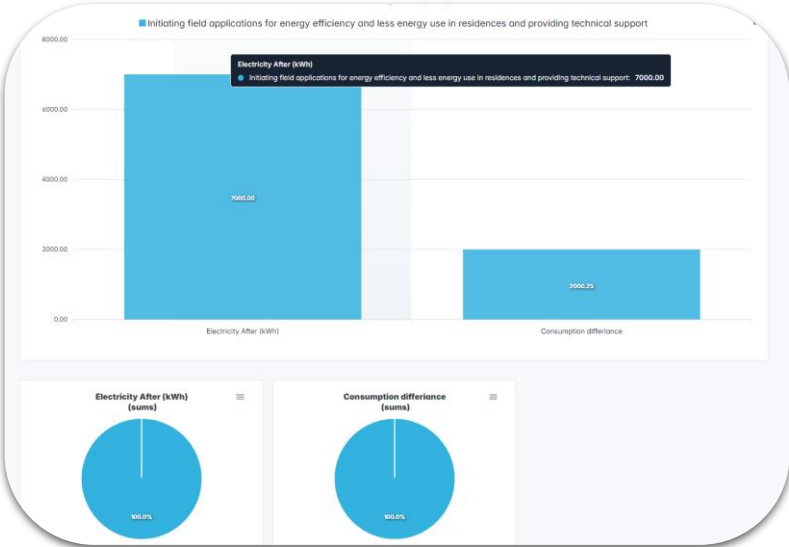 Initiating field applications for energy efficiency and less energy use in residences and providing technical support
8000.00
Electricity After (kWh)
Initiating field applications for energy efficiency and less energy use in residences and providing technical support: 7000.00
6000.00
4000.00
7000.00
2000.00
2000.25
0.00
Electricity After (kWh)
Consumption differiance
Electricity After (kWh)
(sums)
Consumption differiance
(sums)
100.0%
100.0%